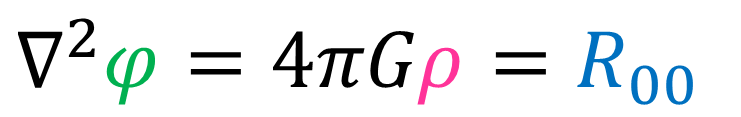 ∇²φ = 4πGρ = R₀₀